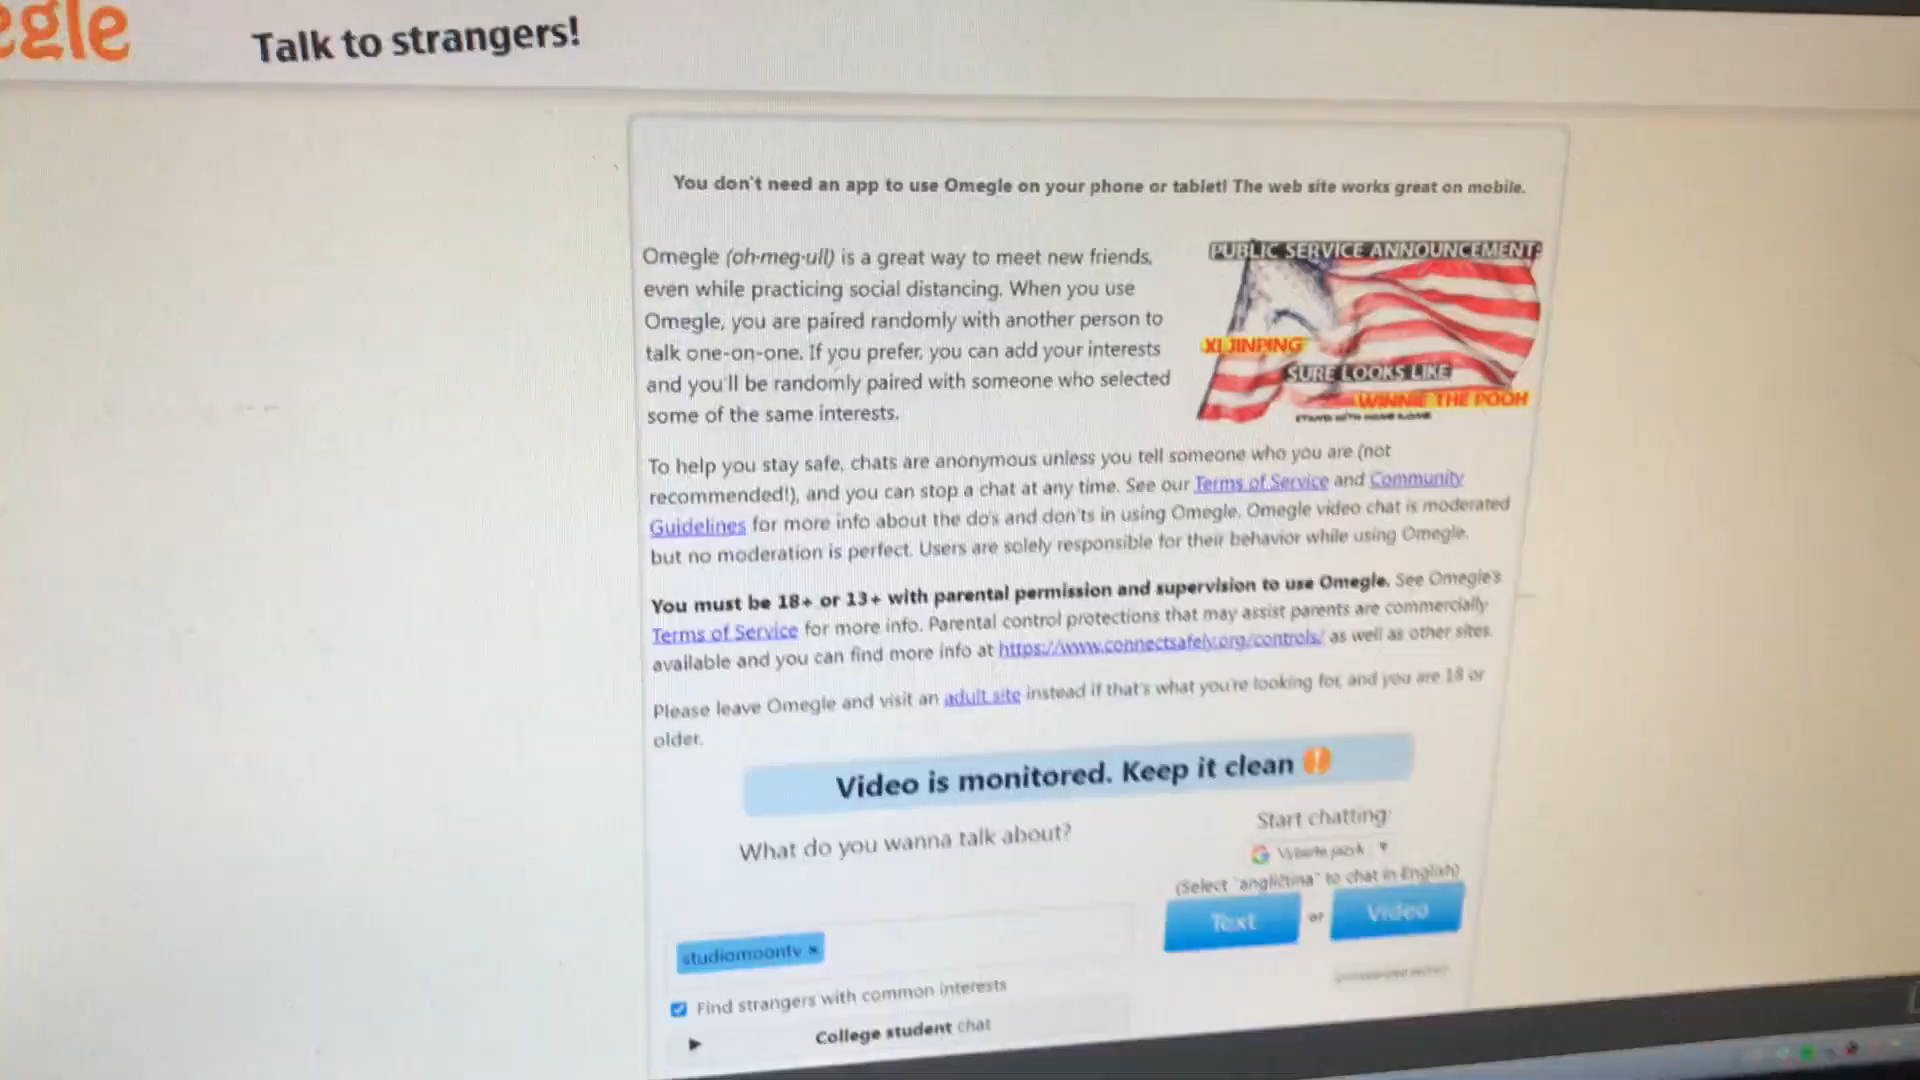 egle
Talk to strangers!
You don't need an app to use Omegle on your phone or tablet! The web site works great on mobile.
Omegle (oh·meg·ull) is a great way to meet new friends,
even while practicing social distancing. When you use
Omegle, you are paired randomly with another person to
talk one-on-one. If you prefer, you can add your interests
and you'll be randomly paired with someone who selected
some of the same interests.
PUBLIC SERVICE ANNOUNCEMENT:
XI JINPING
SURE LOOKS LIKE
WINNIE THE POOH
To help you stay safe, chats are anonymous unless you tell someone who you are (not
recommended!), and you can stop a chat at any time. See our Terms of Service and Community
Guidelines for more info about the do's and don'ts in using Omegle. Omegle video chat is moderated
but no moderation is perfect. Users are solely responsible for their behavior while using Omegle.
You must be 18+ or 13+ with parental permission and supervision to use Omegle. See Omegle's
Terms of Service for more info. Parental control protections that may assist parents are commercially
available and you can find more info at https://www.connectsafely.org/controls/ as well as other sites.
Please leave Omegle and visit an adult site instead if that's what you're looking for, and you are 18 or
older.
Video is monitored. Keep it clean !
What do you wanna talk about?
Start chatting:
(Select "angličtina" to chat in English)
Text or Video
studiomoontv ×
Find strangers with common interests
College student chat